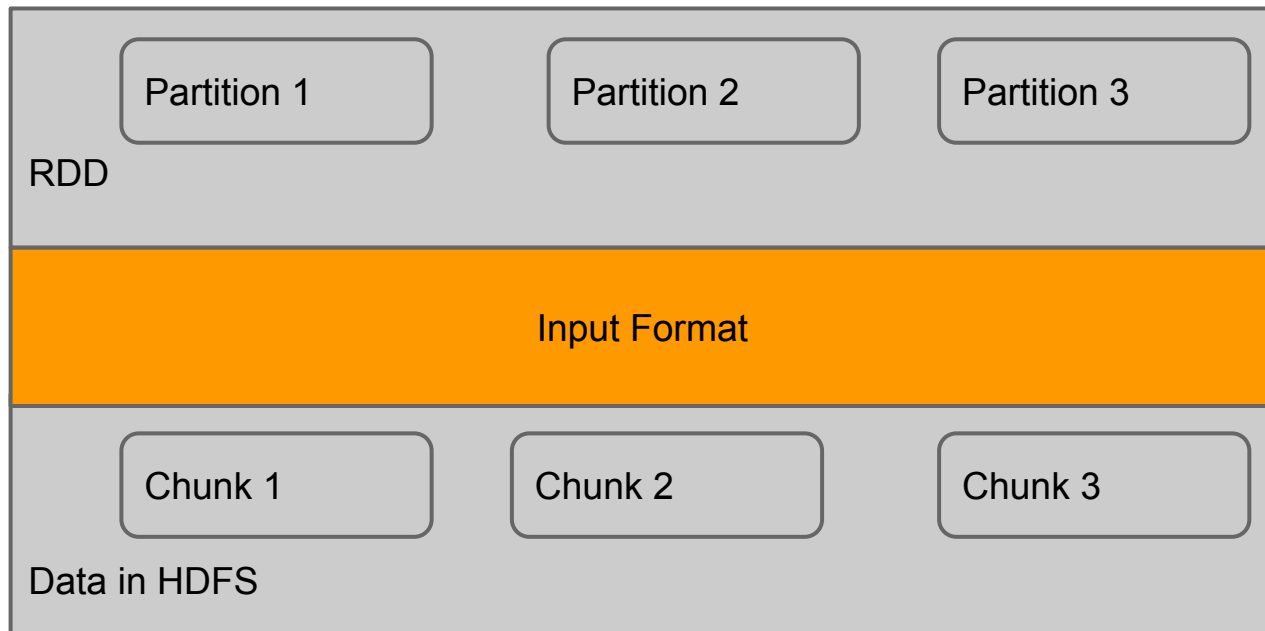 Partition 1
Partition 2
Partition 3
RDD
Input Format
Chunk 1
Chunk 2
Chunk 3
Data in HDFS